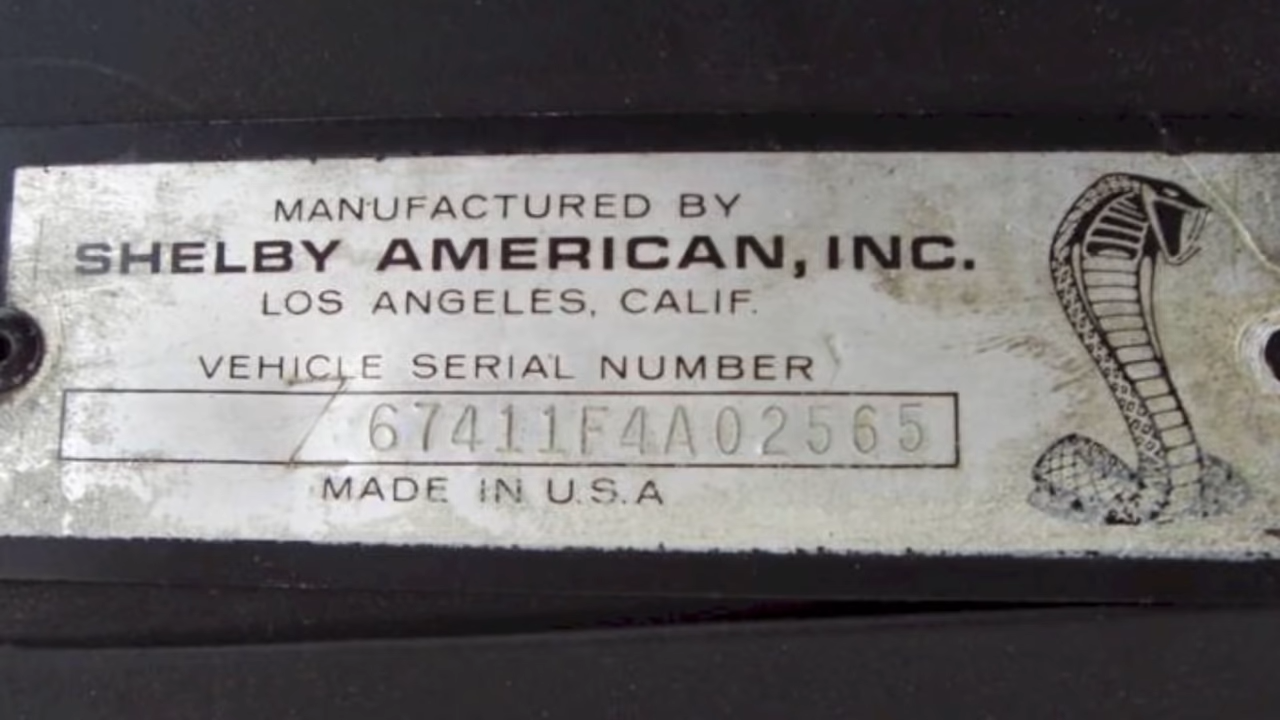 MANUFACTURED BY
SHELBY AMERICAN, INC.
LOS ANGELES, CALIF.
VEHICLE SERIAL NUMBER
67411F4A02565
MADE IN U.S.A